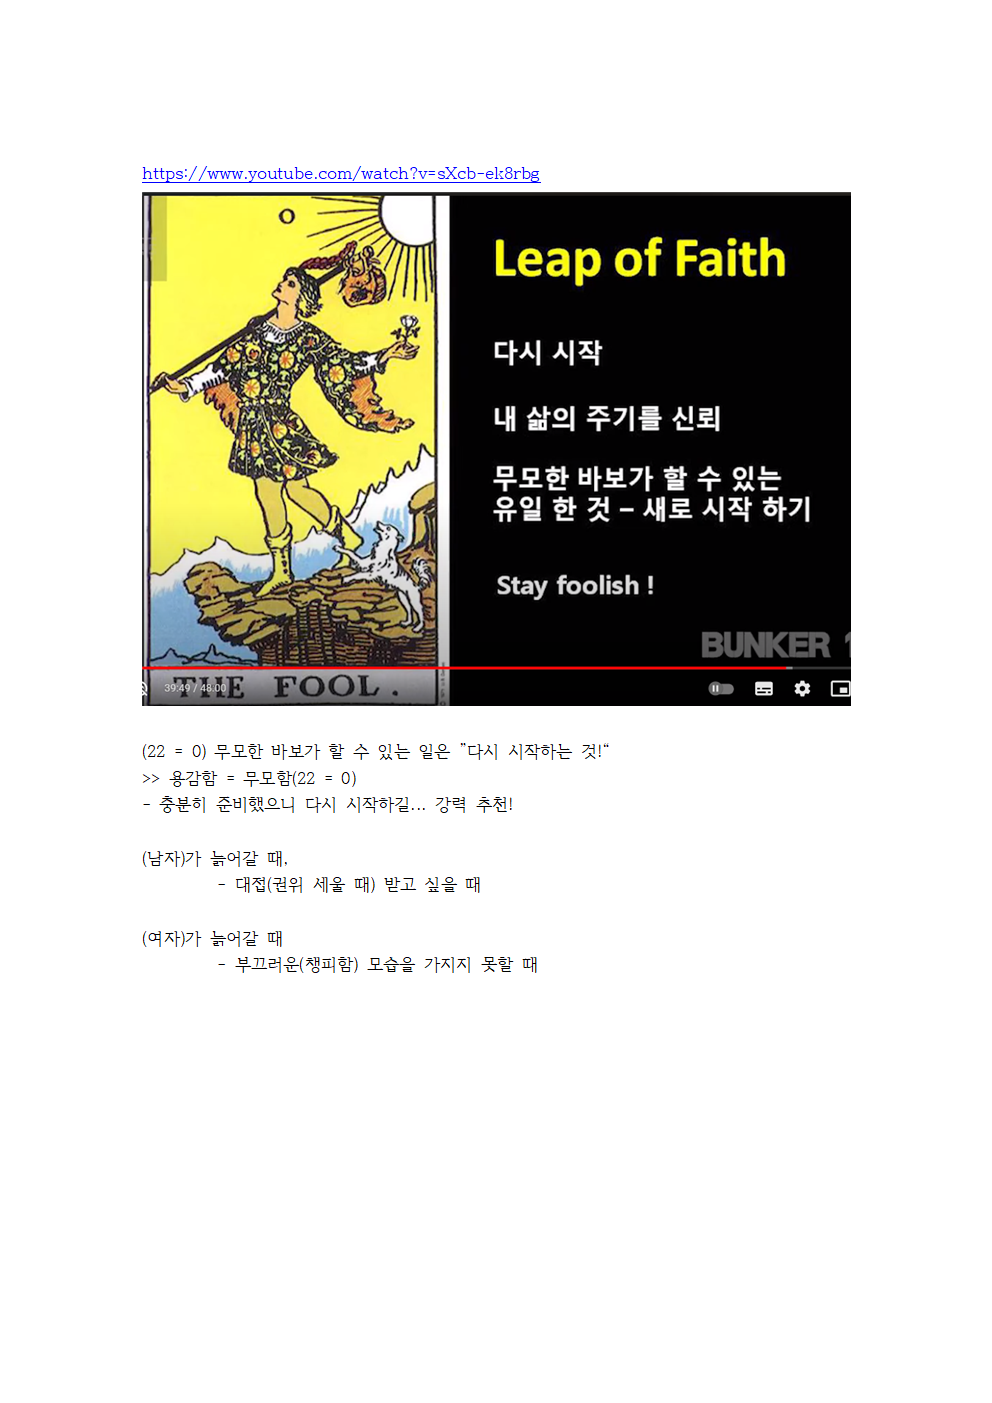 https://www.youtube.com/watch?v=sXcb-ek8rbg
0
Leap of Faith
다시 시작
내 삶의 주기를 신뢰
무모한 바보가 할 수 있는
유일 한 것 – 새로 시작 하기
Stay foolish !
BUNKER 1
THE FOOL.
39:49 / 48:00
(22 = 0) 무모한 바보가 할 수 있는 일은 ”다시 시작하는 것!“
>> 용감함 = 무모함(22 = 0)
- 충분히 준비했으니 다시 시작하길... 강력 추천!
(남자)가 늙어갈 때,
- 대접(권위 세울 때) 받고 싶을 때
(여자)가 늙어갈 때
- 부끄러운(챙피함) 모습을 가지지 못할 때